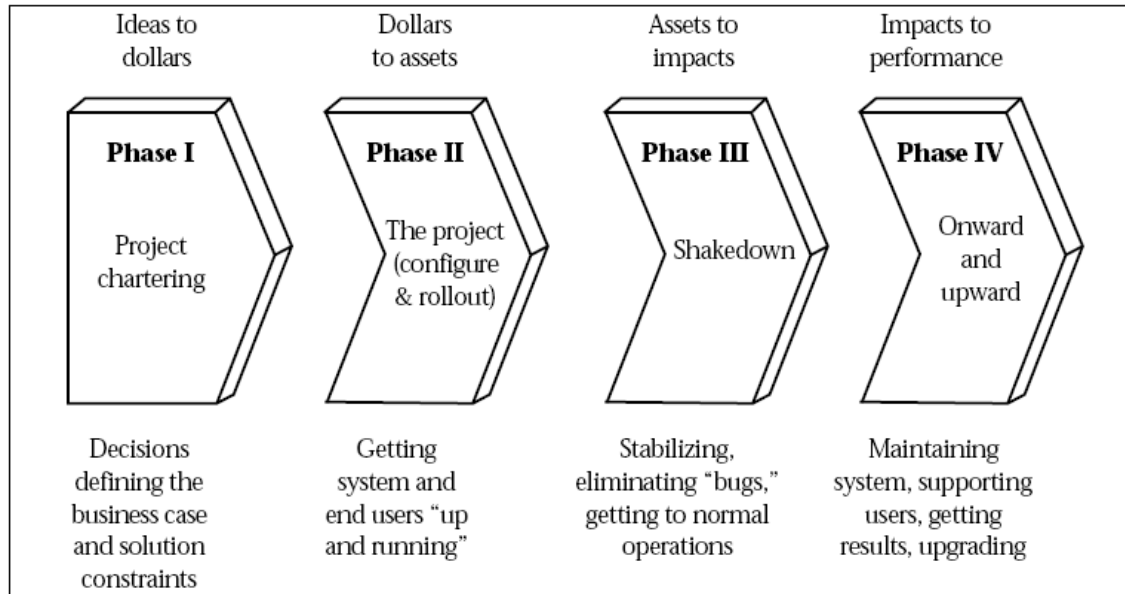 Ideas to
dollars
Dollars
to assets
Assets to
impacts
Impacts to
performance
Phase I
Project
chartering
Phase II
The project
(configure
& rollout)
Phase III
Shakedown
Phase IV
Onward
and
upward
Decisions
defining the
business case
and solution
constraints
Getting
system and
end users “up
and running”
Stabilizing,
eliminating “bugs,”
getting to normal
operations
Maintaining
system, supporting
users, getting
results, upgrading